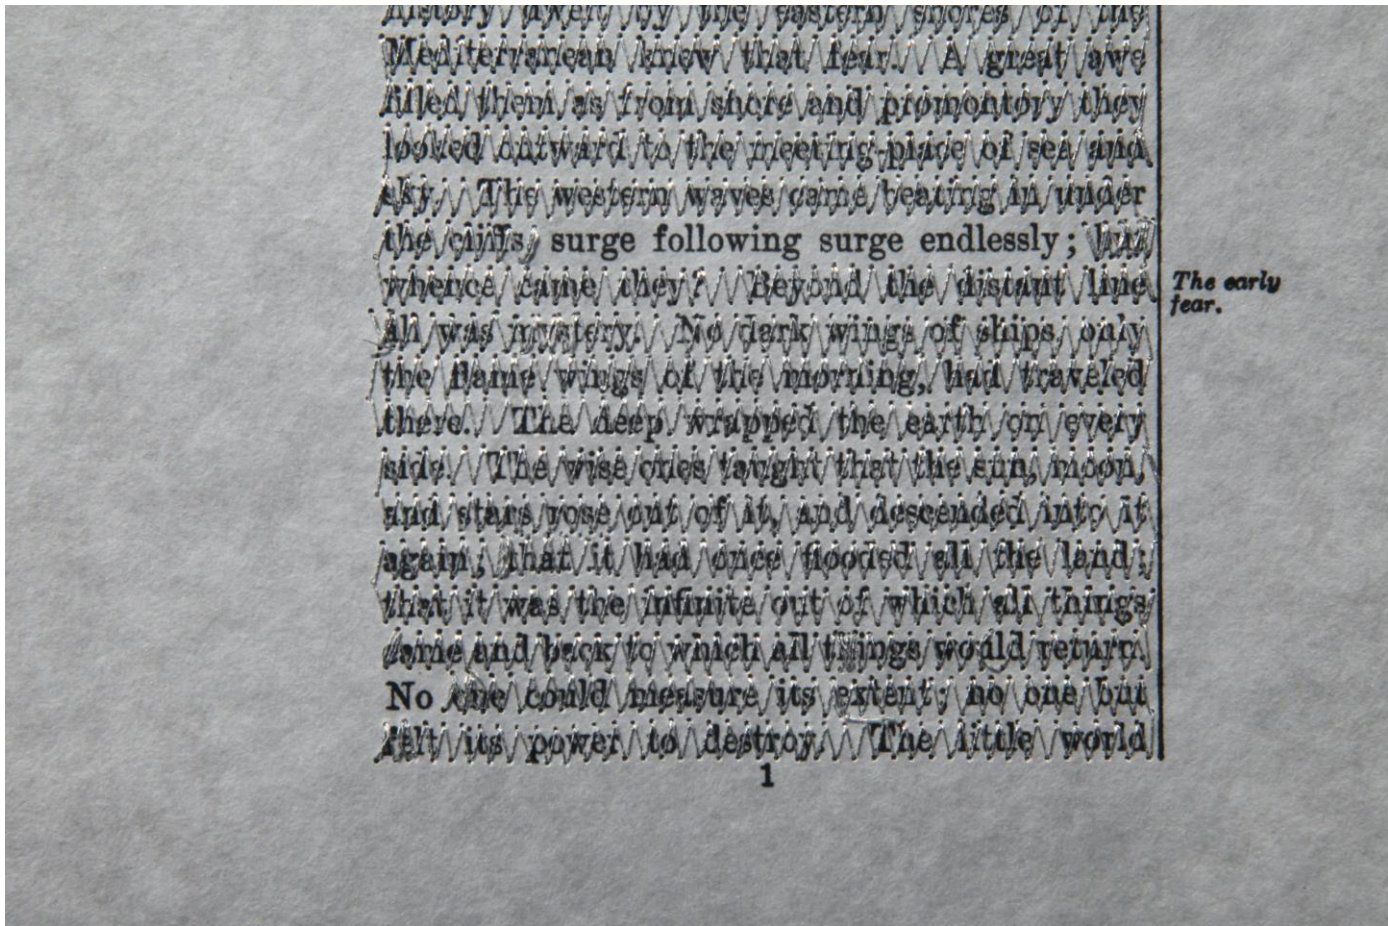 history dwelt by the eastern shores of the
Mediterranean knew that fear. A great awe
filled them as from shore and promontory they
looked outward to the meeting-place of sea and
sky. The western waves came beating in under
the cliffs, surge following surge endlessly; but
whence came they? Beyond the distant line
all was mystery. No dark wings of ships, only
the flame wings of the morning, had traveled
there. The deep wrapped the earth on every
side. The wise ones taught that the sun, moon,
and stars rose out of it, and descended into it
again; that it had once flooded all the land;
that it was the infinite out of which all things
came and back to which all things would return.
No one could measure its extent; no one but
felt its power to destroy. The little world
The early
fear.
1